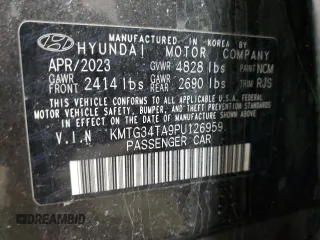 MANUFACTURED IN KOREA BY
HYUNDAI MOTOR COMPANY
APR/2023 GVWR 4828 lbs PAINT NCM
GAWR FRONT 2414 lbs GAWR REAR 2690 lbs TRIM RJS
THIS VEHICLE CONFORMS TO ALL APPLICABLE FEDERAL
MOTOR VEHICLE SAFETY, BUMPER, AND THEFT PREVENTION
STANDARDS IN EFFECT ON THE DATE OF MANUFACTURE
SHOWN ABOVE.
V.I.N KMTG34TA9PU126959
PASSENGER CAR
DREAMBID